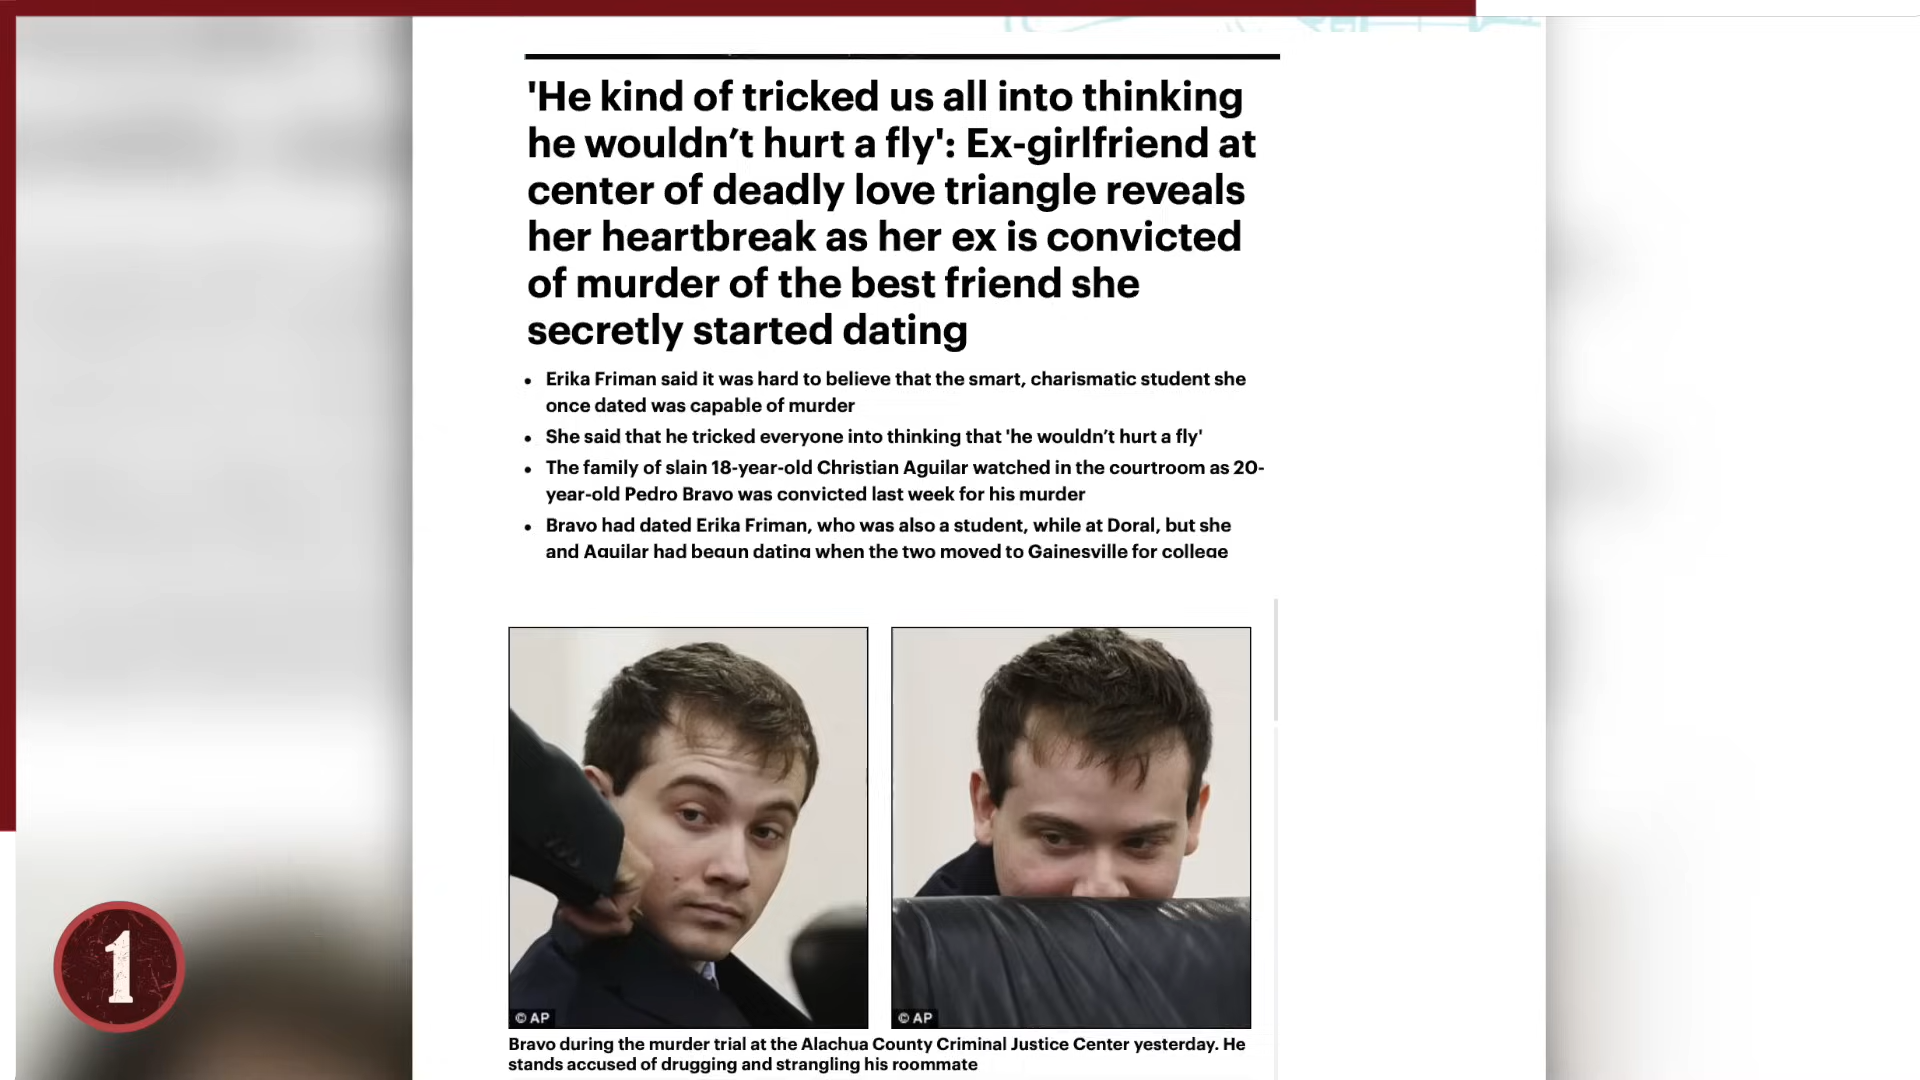 'He kind of tricked us all into thinking
he wouldn’t hurt a fly': Ex-girlfriend at
center of deadly love triangle reveals
her heartbreak as her ex is convicted
of murder of the best friend she
secretly started dating
• Erika Friman said it was hard to believe that the smart, charismatic student she
once dated was capable of murder
• She said that he tricked everyone into thinking that 'he wouldn’t hurt a fly'
• The family of slain 18-year-old Christian Aguilar watched in the courtroom as 20-
year-old Pedro Bravo was convicted last week for his murder
• Bravo had dated Erika Friman, who was also a student, while at Doral, but she
and Aguilar had begun dating when the two moved to Gainesville for college
© AP
© AP
Bravo during the murder trial at the Alachua County Criminal Justice Center yesterday. He
stands accused of drugging and strangling his roommate
1